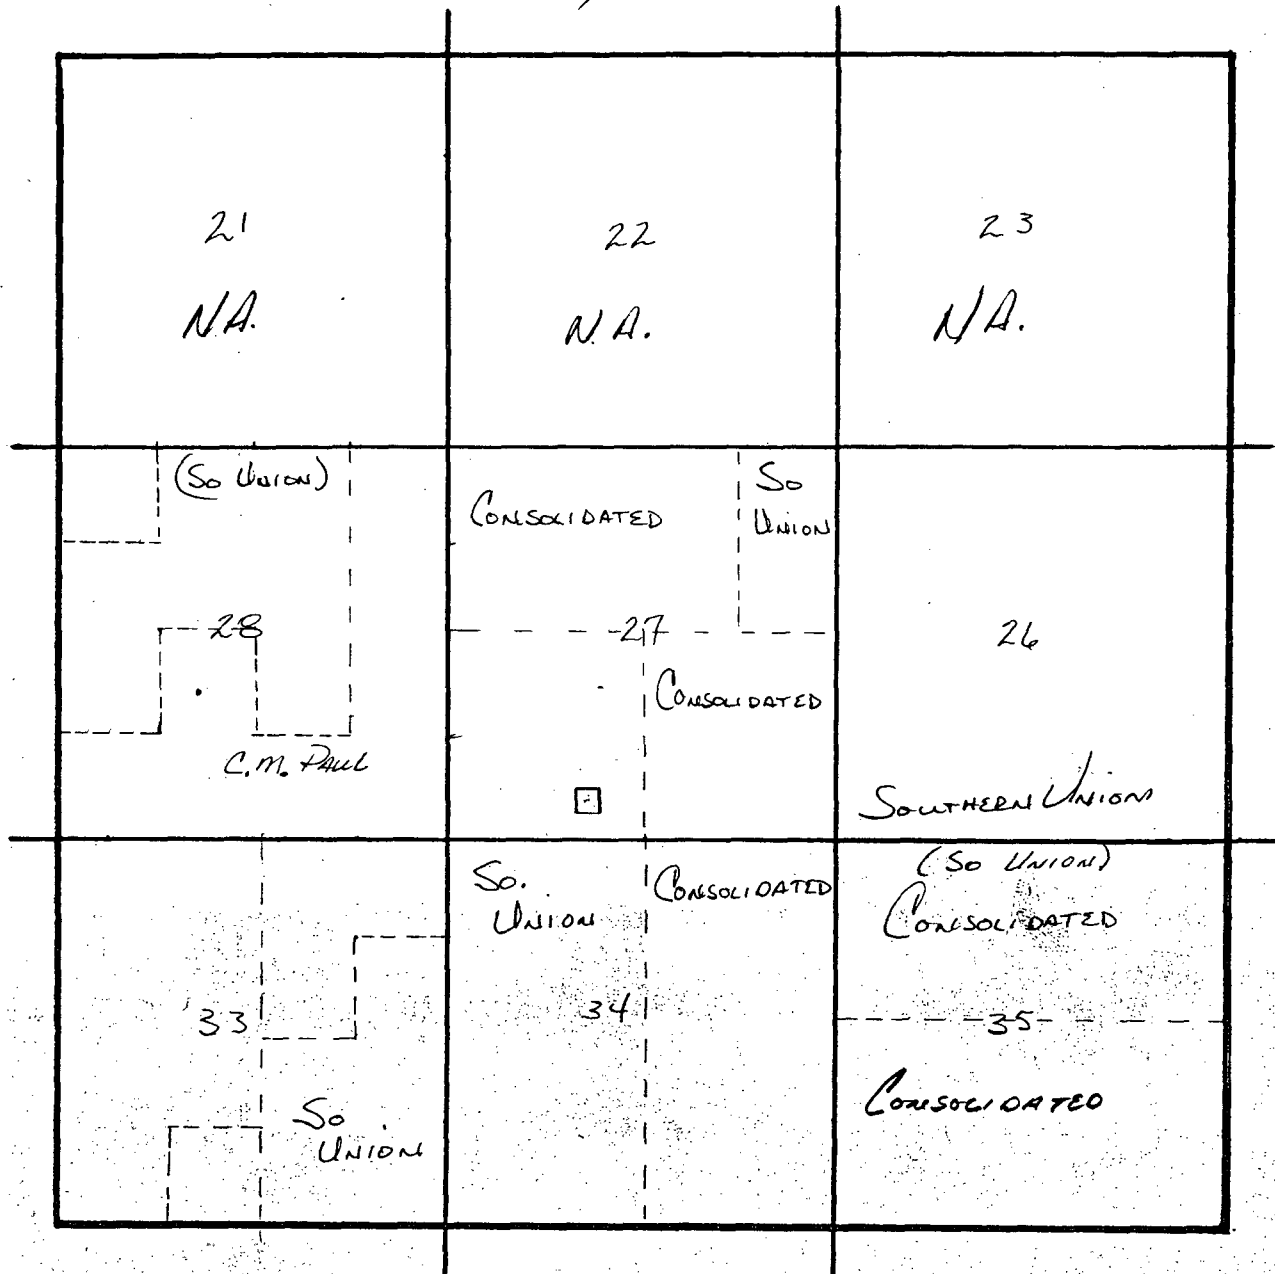 21
N.A.
22
N.A.
23
N.A.
(So Union)
28
C.M. Paul
Consolidated
So
Union
27
Consolidated
26
Southern Union
33
So
Union
So.
Union
Consolidated
34
(So Union)
Consolidated
35
Consolidated